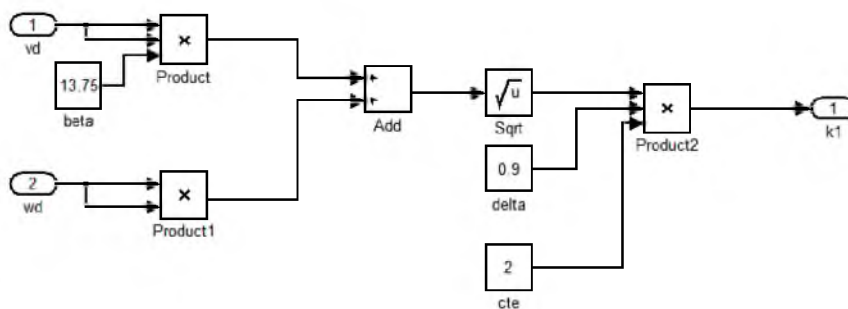 1
vd
×
Product
13.75
beta
+
+
Add
√u
Sqrt
×
Product2
1
k1
0.9
delta
2
wd
×
Product1
2
cte